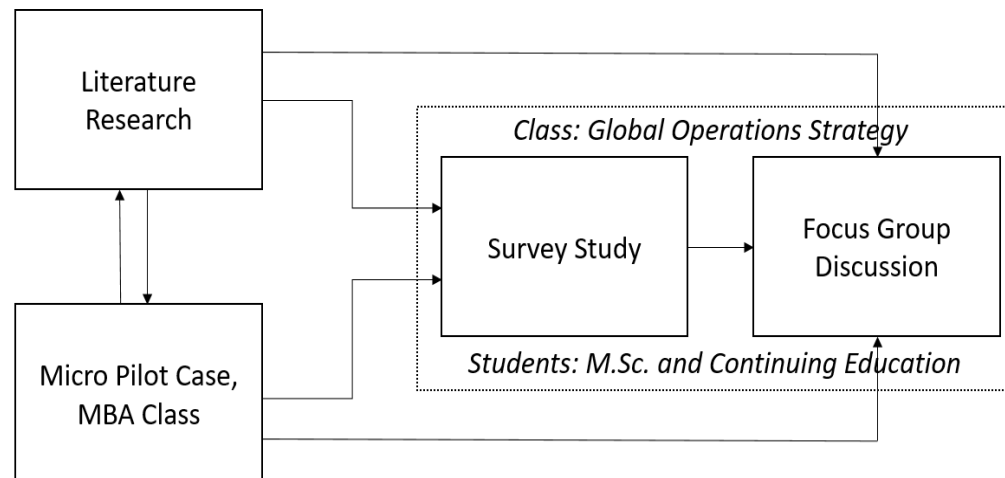 Literature
Research
Class: Global Operations Strategy
Survey Study
Focus Group
Discussion
Micro Pilot Case,
MBA Class
Students: M.Sc. and Continuing Education